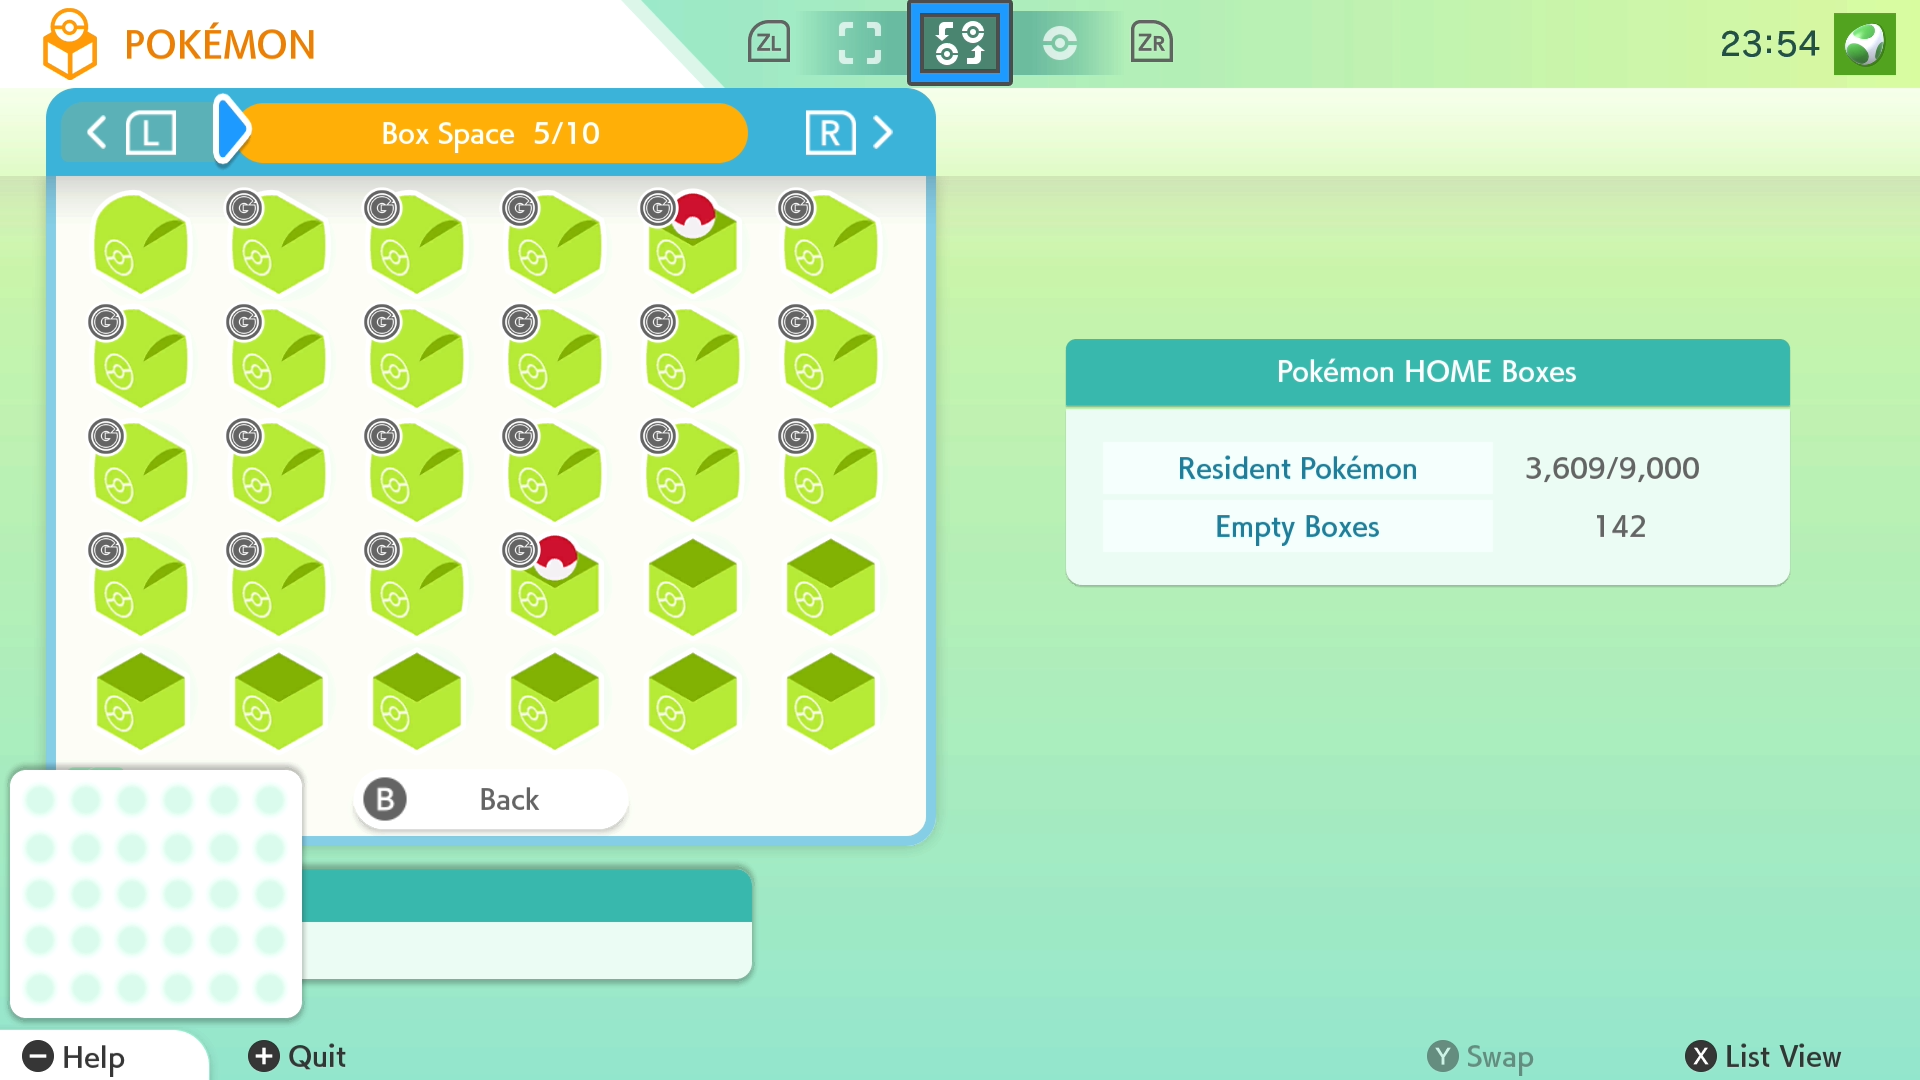 POKÉMON
ZL
ZR
23:54
L
Box Space 5/10
R
Pokémon HOME Boxes
Resident Pokémon 3,609/9,000
Empty Boxes 142
B Back
Help
Quit
Y Swap
X List View